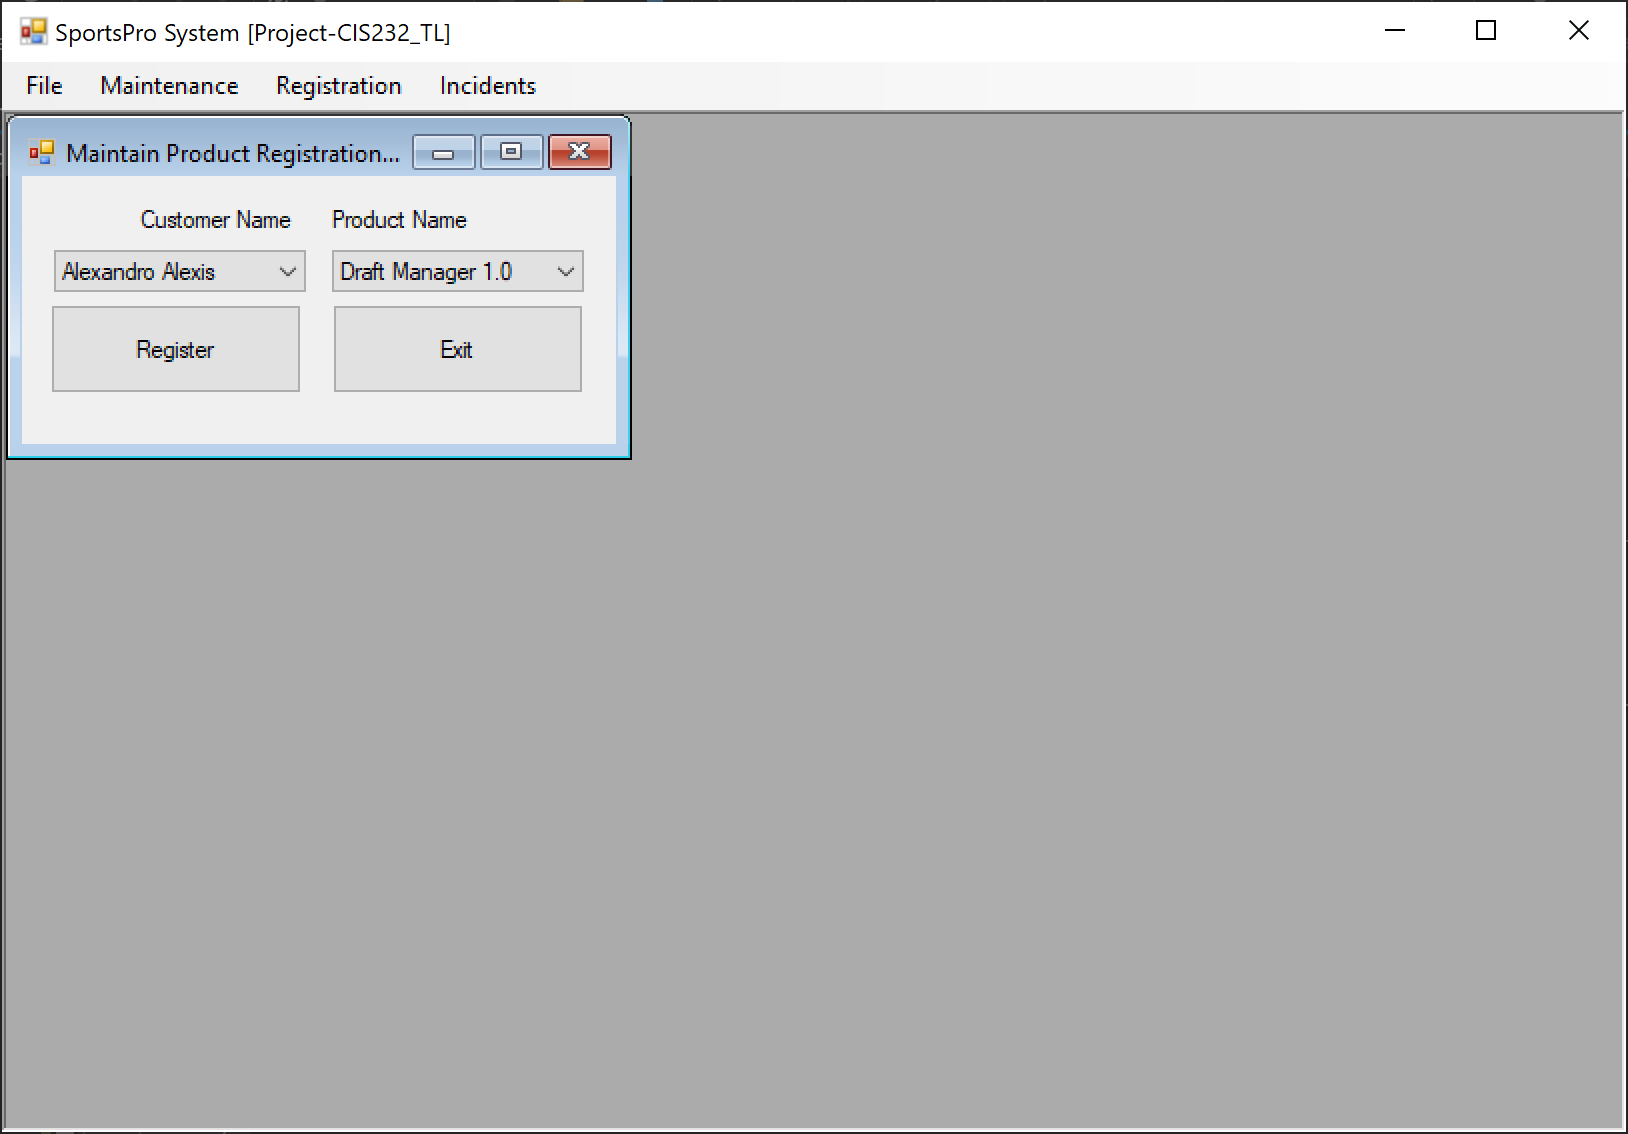 SportsPro System [Project-CIS232_TL]
File Maintenance Registration Incidents
Maintain Product Registration...
Customer Name Product Name
Alexandro Alexis Draft Manager 1.0
Register Exit